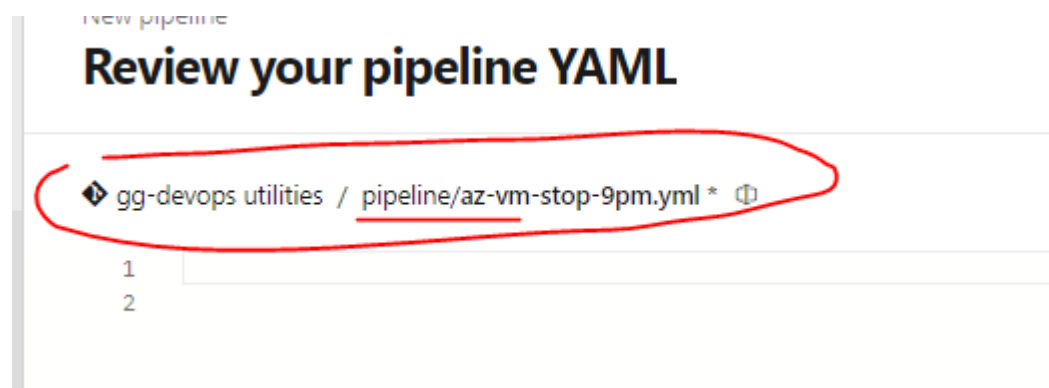 New pipeline
Review your pipeline YAML
gg-devops utilities / pipeline/az-vm-stop-9pm.yml *
1
2